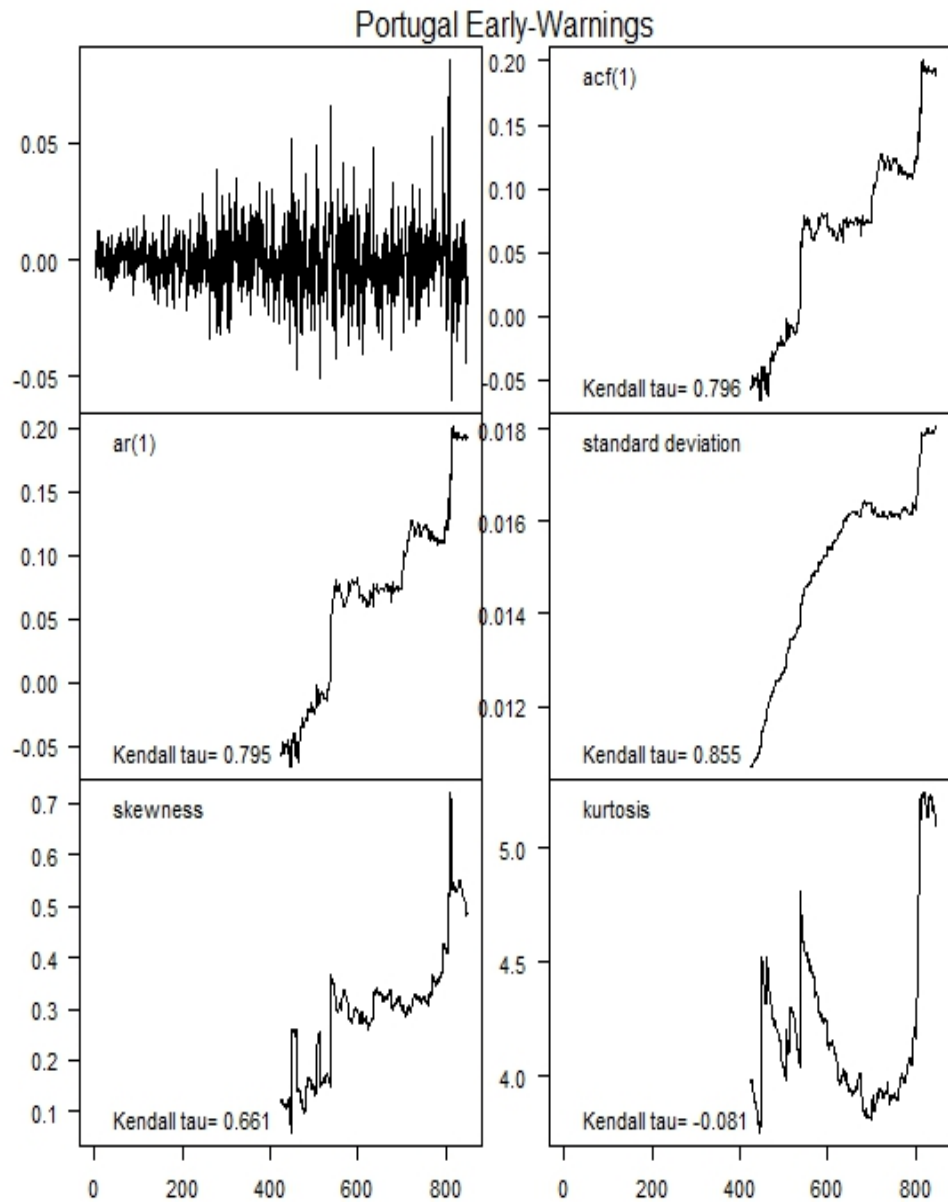 Portugal Early-Warnings
0.05
0.00
-0.05
acf(1)
0.20
0.15
0.10
0.05
0.00
-0.05
Kendall tau= 0.796
ar(1)
0.20
0.15
0.10
0.05
0.00
-0.05
Kendall tau= 0.795
standard deviation
0.018
0.016
0.014
0.012
Kendall tau= 0.855
skewness
0.7
0.6
0.5
0.4
0.3
0.2
0.1
Kendall tau= 0.661
0 200 400 600 800
kurtosis
5.0
4.5
4.0
Kendall tau= -0.081
0 200 400 600 800